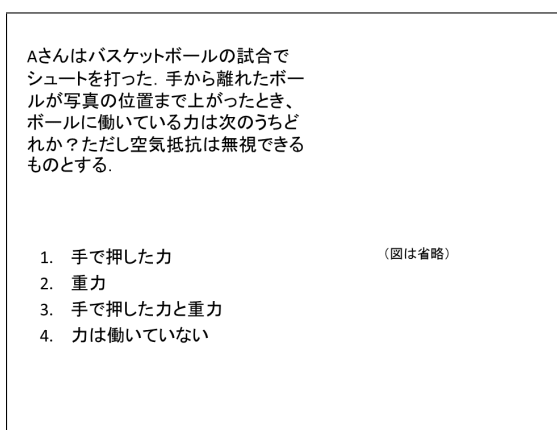 Aさんはバスケットボールの試合で
シュートを打った. 手から離れたボー
ルが写真の位置まで上がったとき、
ボールに働いている力は次のうちど
れか？ただし空気抵抗は無視できる
ものとする.
1. 手で押した力
（図は省略）
2. 重力
3. 手で押した力と重力
4. 力は働いていない